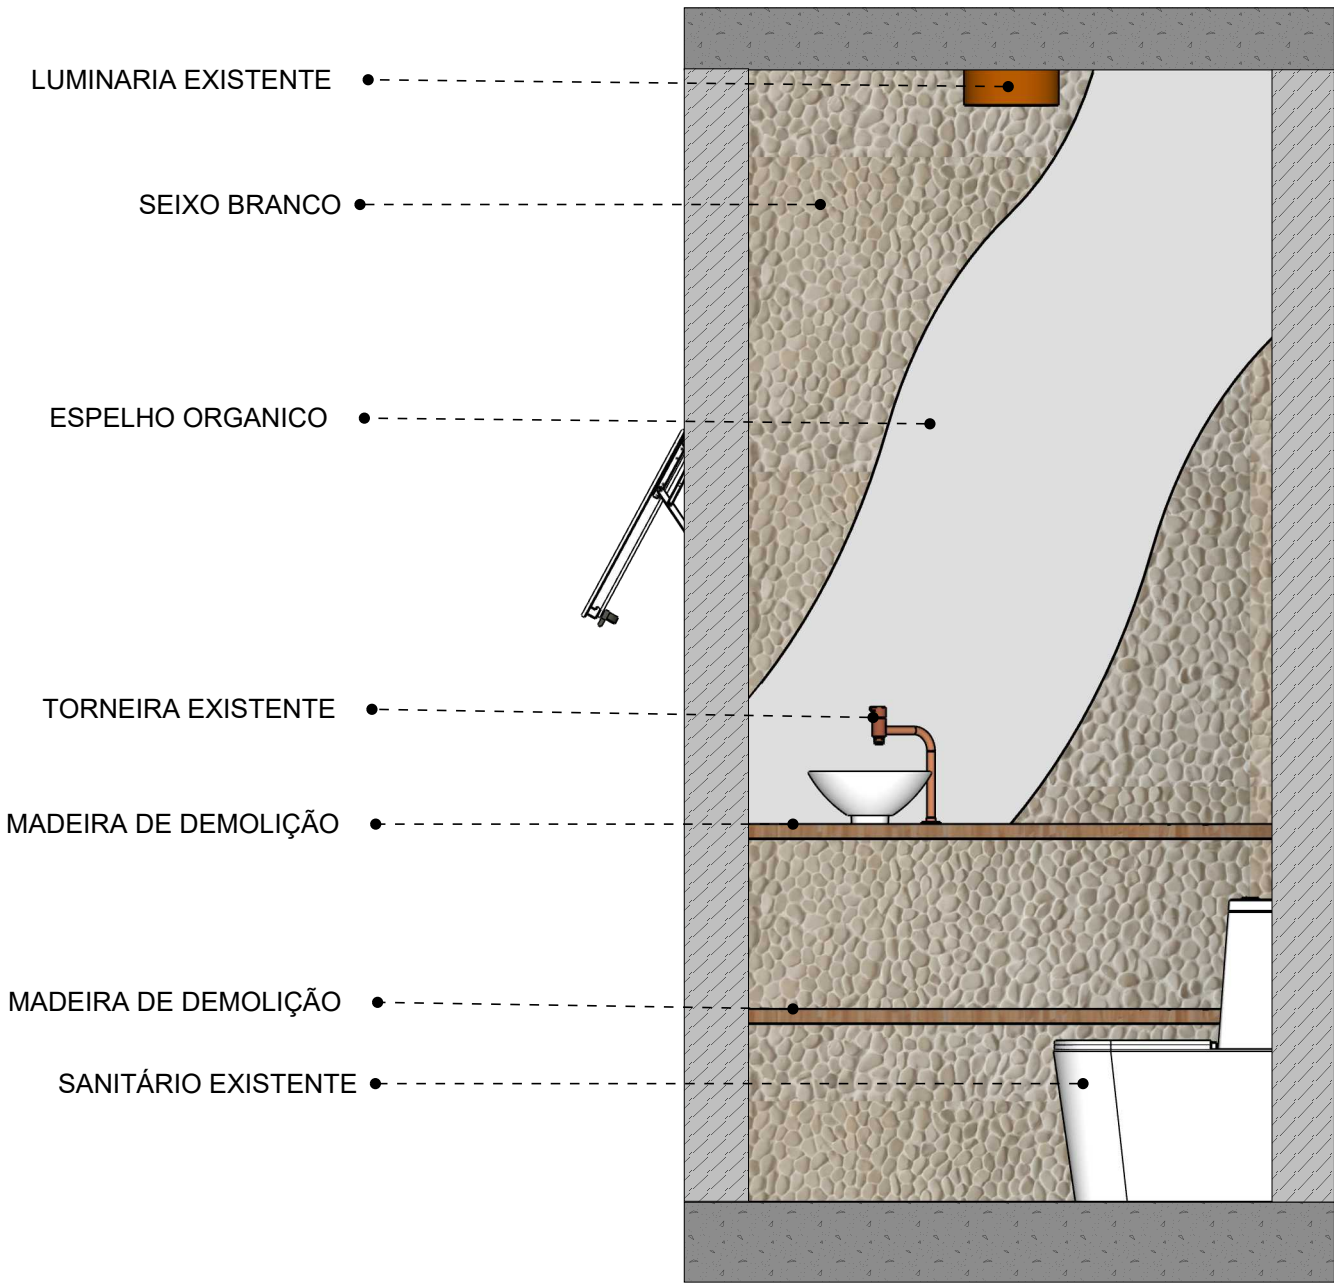 LUMINARIA EXISTENTE
SEIXO BRANCO
ESPELHO ORGANICO
TORNEIRA EXISTENTE
MADEIRA DE DEMOLIÇÃO
MADEIRA DE DEMOLIÇÃO
SANITÁRIO EXISTENTE